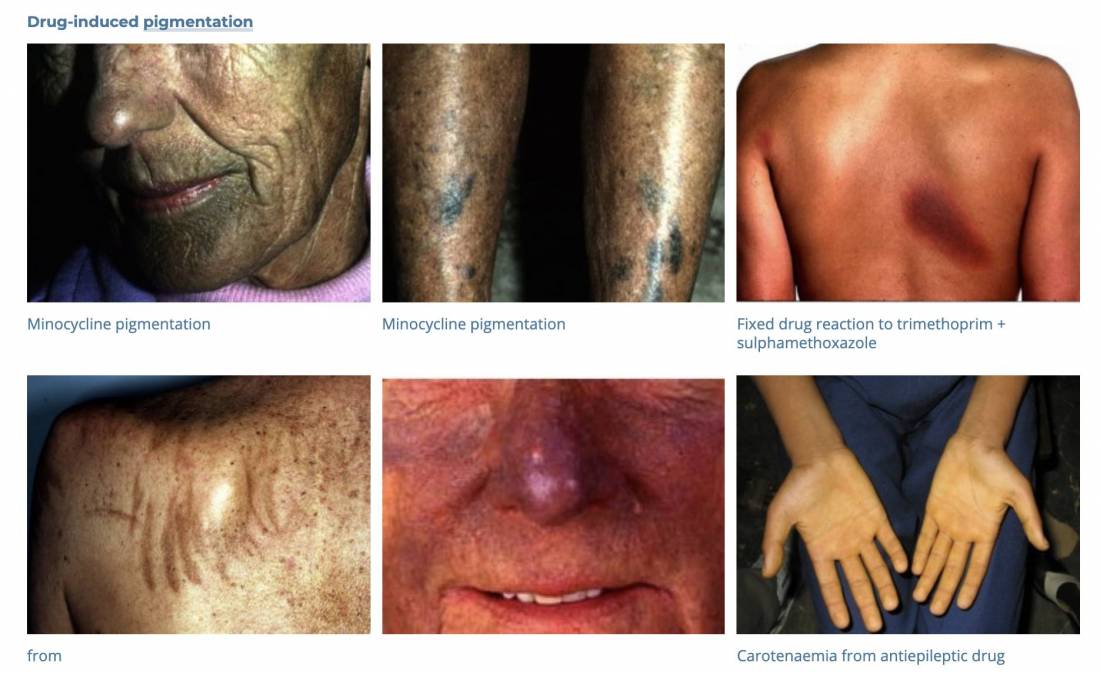 Drug-induced pigmentation
Minocycline pigmentation
Minocycline pigmentation
Fixed drug reaction to trimethoprim +
sulphamethoxazole
from
Carotenaemia from antiepileptic drug